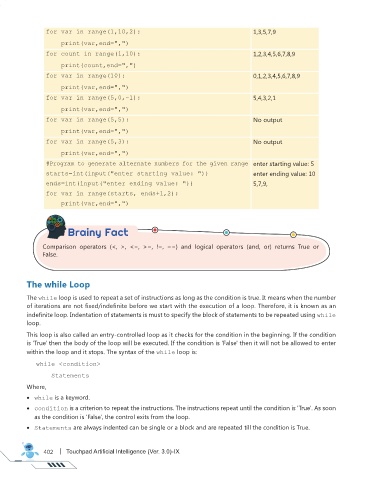 for var in range(1,10,2): 1,3,5,7,9
print(var,end=",")
for count in range(1,10): 1,2,3,4,5,6,7,8,9
print(count,end=",")
for var in range(10): 0,1,2,3,4,5,6,7,8,9
print(var,end=",")
for var in range(5,0,-1): 5,4,3,2,1
print(var,end=",")
for var in range(5,5): No output
print(var,end=",")
for var in range(5,3): No output
print(var,end=",")
#Program to generate alternate numbers for the given range enter starting value: 5
starts=int(input("enter starting value: ")) enter ending value: 10
ends=int(input("enter ending value: ")) 5,7,9,
for var in range(starts, ends+1,2):
print(var,end=",")
Brainy Fact
Comparison operators (<, >, <=, >=, !=, ==) and logical operators (and, or) returns True or
False.
The while Loop
The while loop is used to repeat a set of instructions as long as the condition is true. It means when the number
of iterations are not fixed/indefinite before we start with the execution of a loop. Therefore, it is known as an
indefinite loop. Indentation of statements is must to specify the block of statements to be repeated using while
loop.
This loop is also called an entry-controlled loop as it checks for the condition in the beginning. If the condition
is 'True' then the body of the loop will be executed. If the condition is 'False' then it will not be allowed to enter
within the loop and it stops. The syntax of the while loop is:
while <condition>
Statements
Where,
• while is a keyword.
• condition is a criterion to repeat the instructions. The instructions repeat until the condition is 'True'. As soon
as the condition is 'False', the control exits from the loop.
• Statements are always indented can be single or a block and are repeated till the condition is True.
402 | Touchpad Artificial Intelligence (Ver. 3.0)-IX